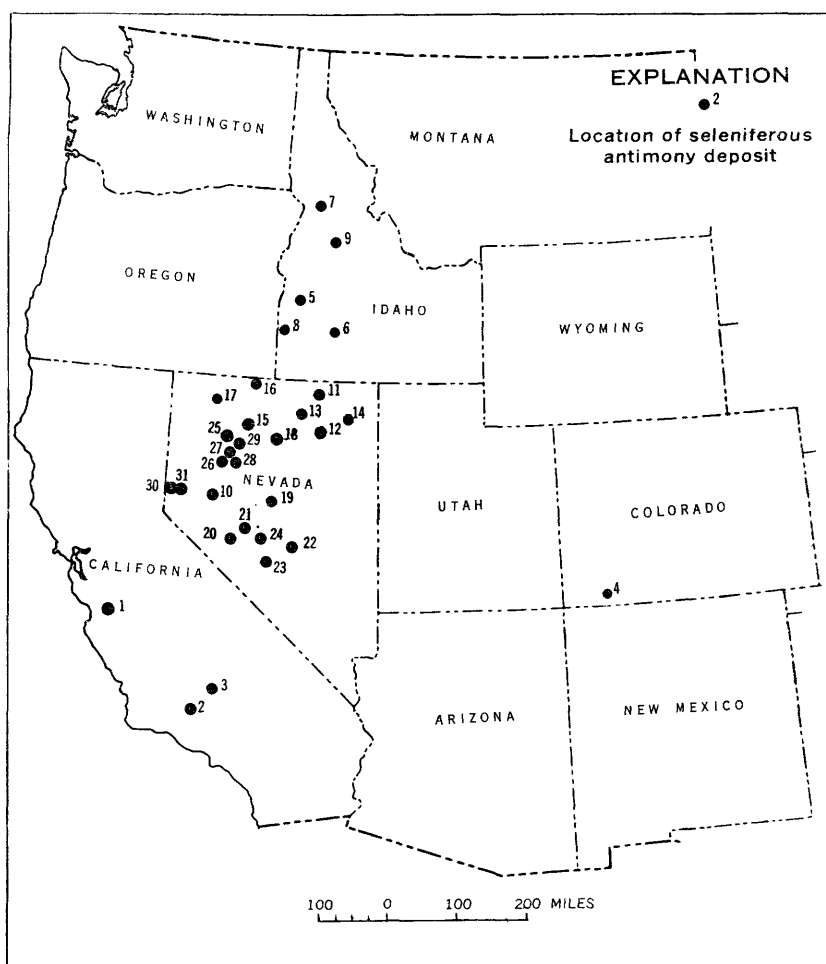 EXPLANATION
2
Location of seleniferous
antimony deposit
WASHINGTON
MONTANA
7
9
OREGON
5
IDAHO
8
6
WYOMING
16
11
17
13
14
15
25
29
18
12
27
26
28
NEVADA
30
31
10
19
UTAH
COLORADO
21
20
24
22
23
CALIFORNIA
4
1
3
2
ARIZONA
NEW MEXICO
100 0 100 200 MILES